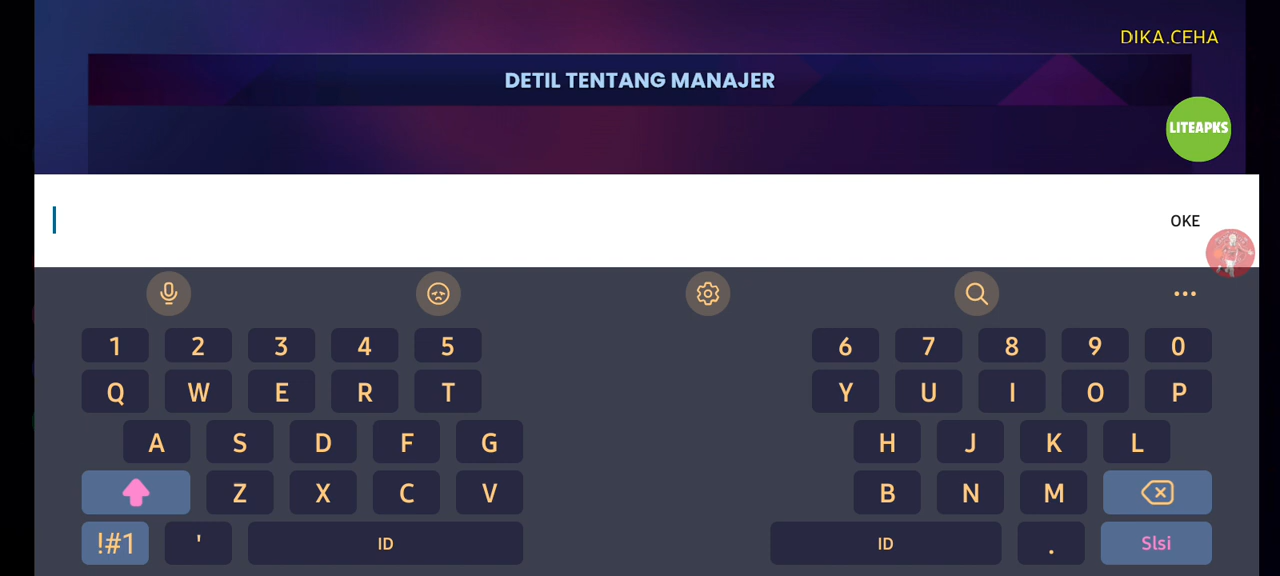 DIKA.CEHA
DETIL TENTANG MANAJER
LITEAPKS
OKE
1 2 3 4 5 6 7 8 9 0
Q W E R T Y U I O P
A S D F G H J K L
Z X C V B N M
!#1 ' ID ID . Slsi